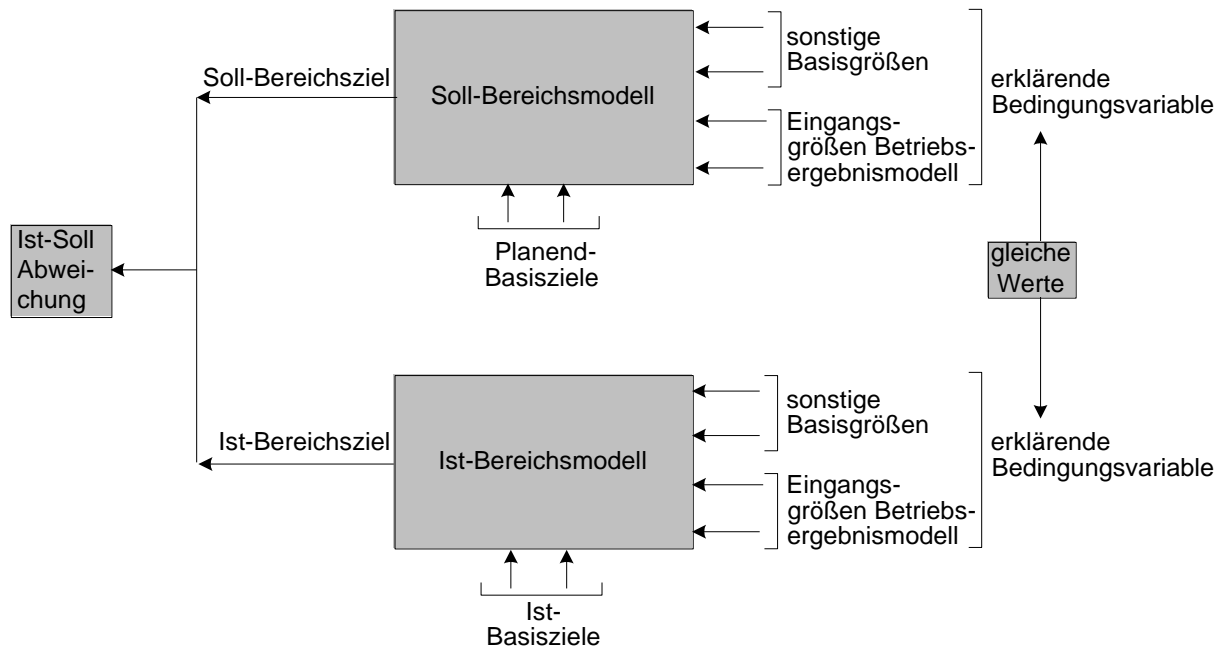 Soll-Bereichsziel
Soll-Bereichsmodell
sonstige
Basisgrößen
Eingangs-
größen Betriebs-
ergebnismodell
erklärende
Bedingungsvariable
Planend-
Basisziele
Ist-Soll
Abwei-
chung
gleiche
Werte
Ist-Bereichsziel
Ist-Bereichsmodell
sonstige
Basisgrößen
Eingangs-
größen Betriebs-
ergebnismodell
erklärende
Bedingungsvariable
Ist-
Basisziele